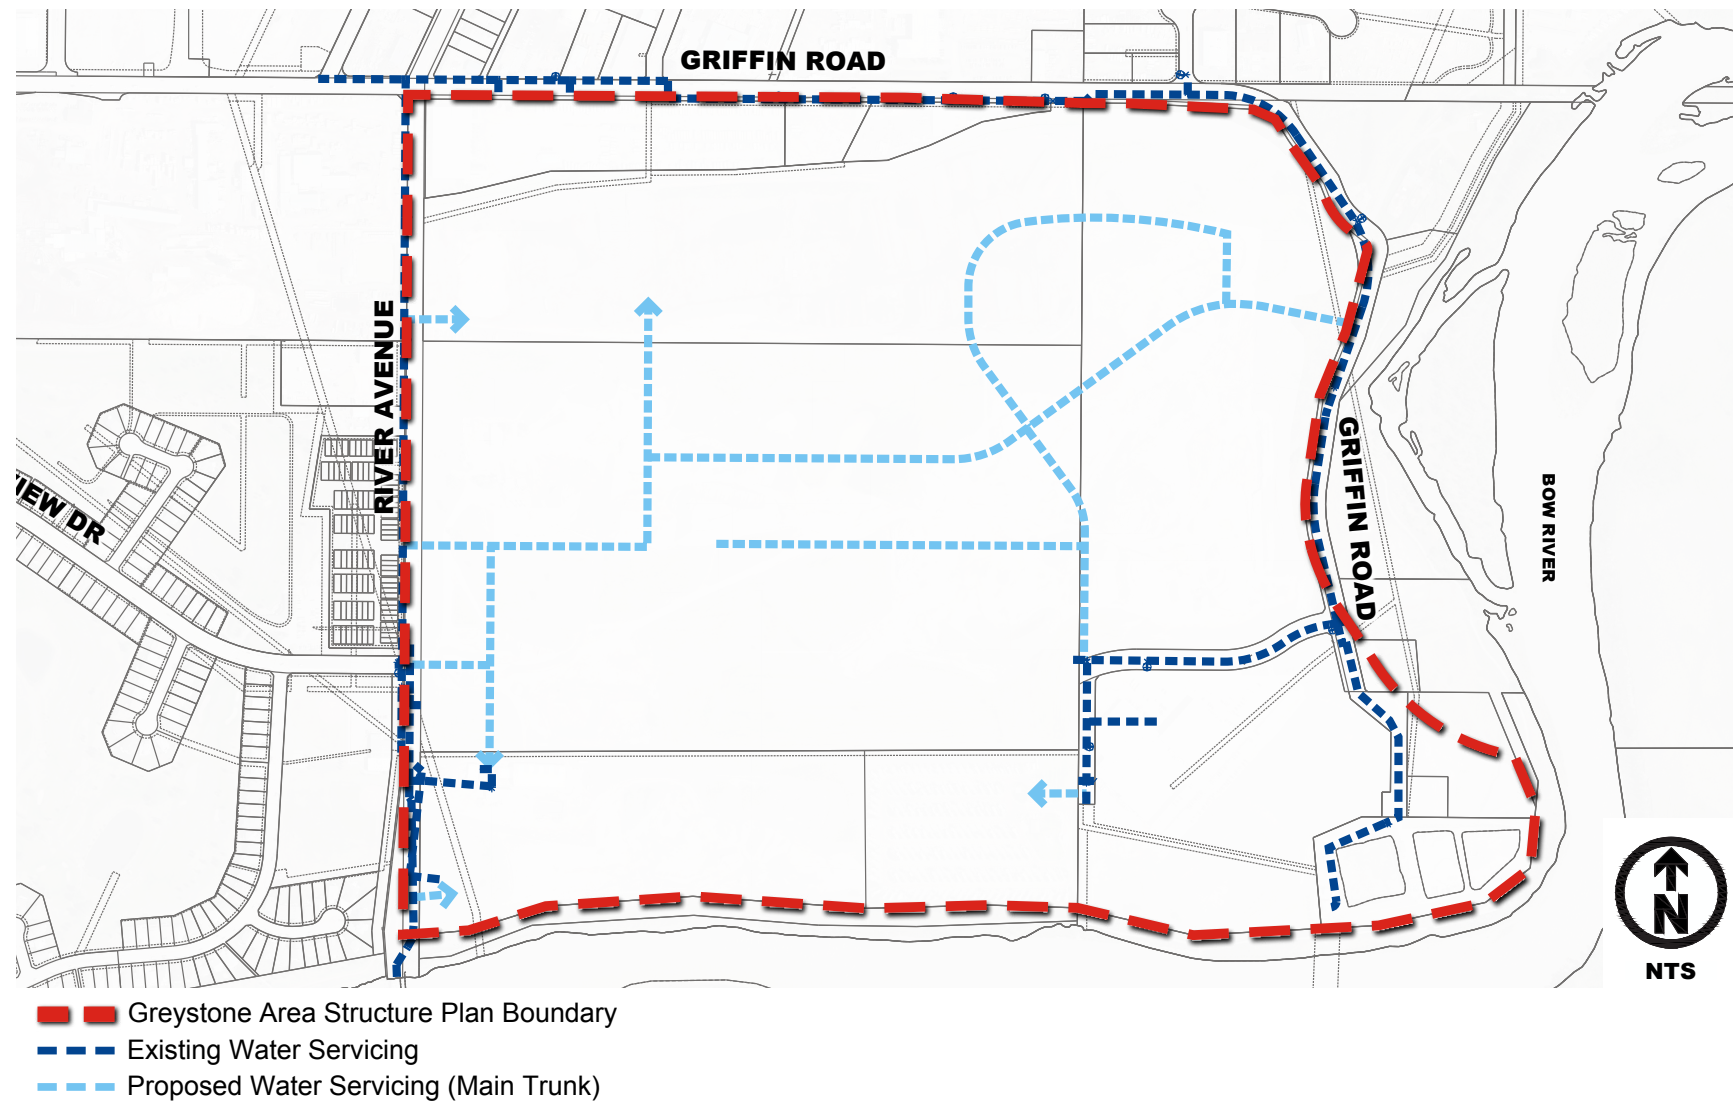 GRIFFIN ROAD
RIVER AVENUE
GRIFFIN ROAD
BOW RIVER
IEW DR
N
NTS
Greystone Area Structure Plan Boundary
Existing Water Servicing
Proposed Water Servicing (Main Trunk)